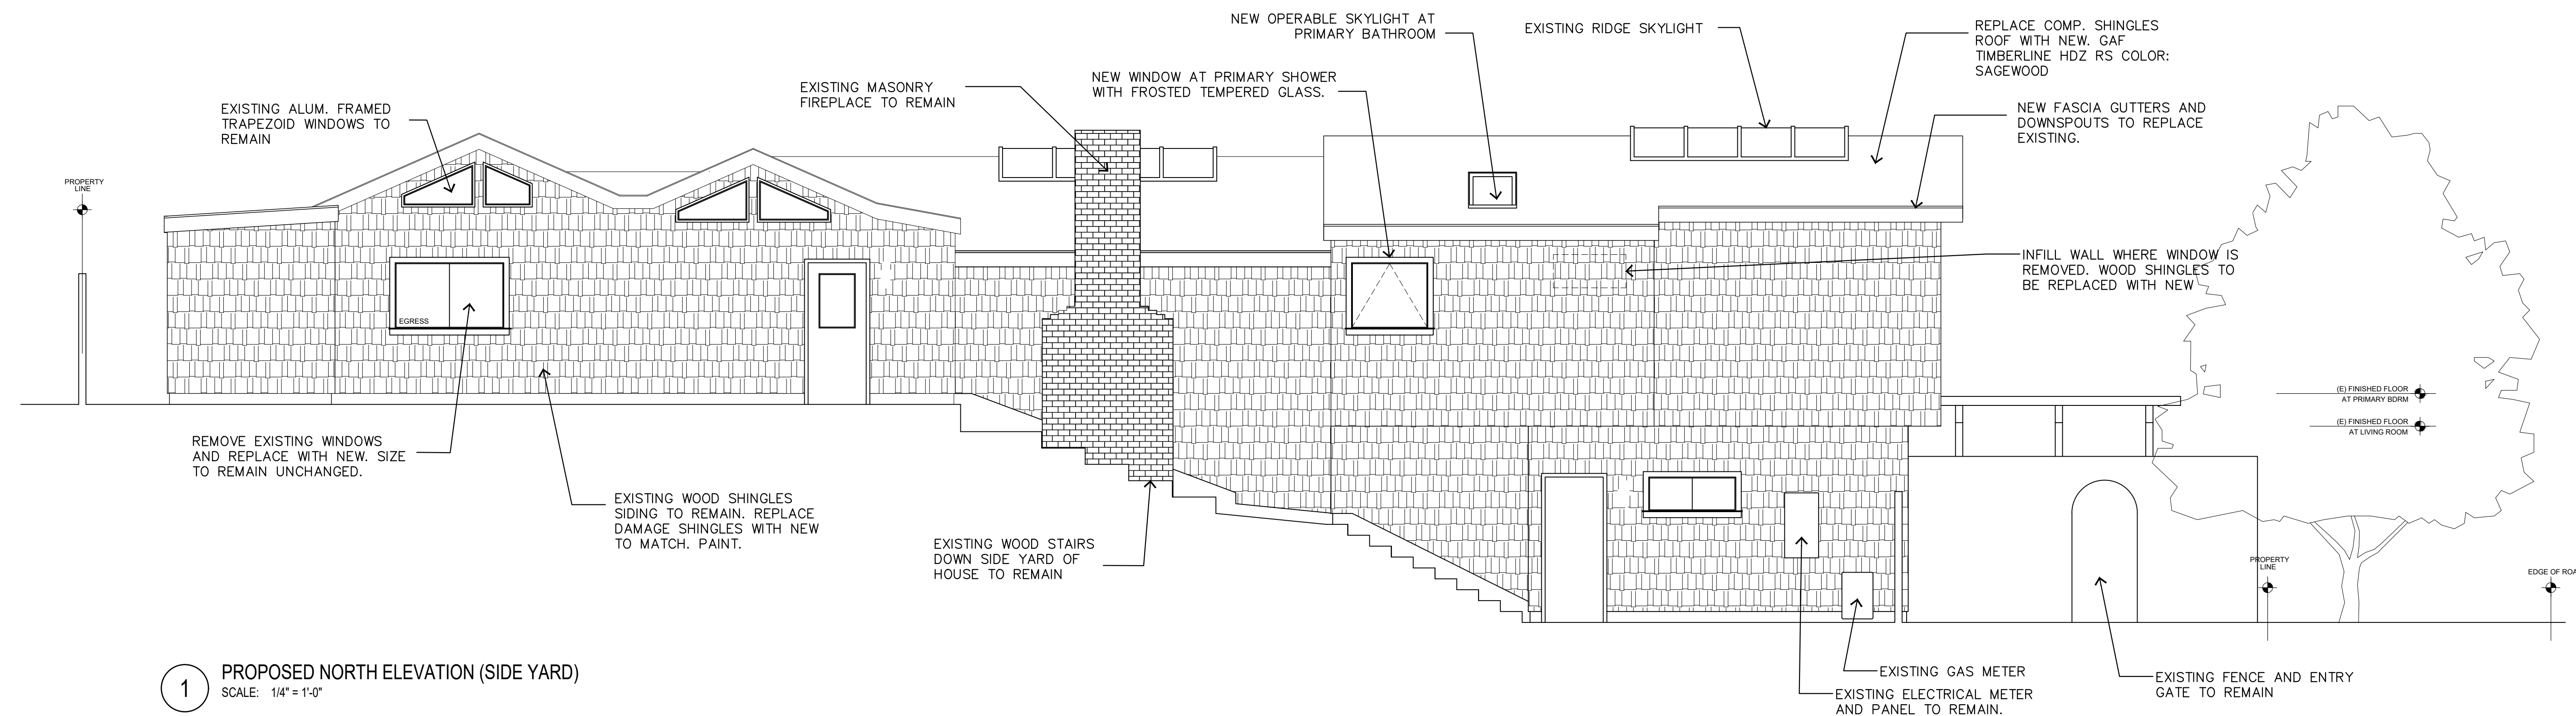 NEW OPERABLE SKYLIGHT AT
PRIMARY BATHROOM
EXISTING RIDGE SKYLIGHT
REPLACE COMP. SHINGLES
ROOF WITH NEW. GAF
TIMBERLINE HDZ RS COLOR:
SAGEWOOD
EXISTING ALUM. FRAMED
TRAPEZOID WINDOWS TO
REMAIN
EXISTING MASONRY
FIREPLACE TO REMAIN
NEW WINDOW AT PRIMARY SHOWER
WITH FROSTED TEMPERED GLASS.
NEW FASCIA GUTTERS AND
DOWNSPOUTS TO REPLACE
EXISTING.
PROPERTY
LINE
INFILL WALL WHERE WINDOW IS
REMOVED. WOOD SHINGLES TO
BE REPLACED WITH NEW
EGRESS
(E) FINISHED FLOOR
AT PRIMARY BDRM
(E) FINISHED FLOOR
AT LIVING ROOM
REMOVE EXISTING WINDOWS
AND REPLACE WITH NEW. SIZE
TO REMAIN UNCHANGED.
EXISTING WOOD SHINGLES
SIDING TO REMAIN. REPLACE
DAMAGE SHINGLES WITH NEW
TO MATCH. PAINT.
EXISTING WOOD STAIRS
DOWN SIDE YARD OF
HOUSE TO REMAIN
PROPERTY
LINE
EDGE OF ROA
EXISTING GAS METER
EXISTING ELECTRICAL METER
AND PANEL TO REMAIN.
EXISTING FENCE AND ENTRY
GATE TO REMAIN
1
PROPOSED NORTH ELEVATION (SIDE YARD)
SCALE: 1/4" = 1'-0"